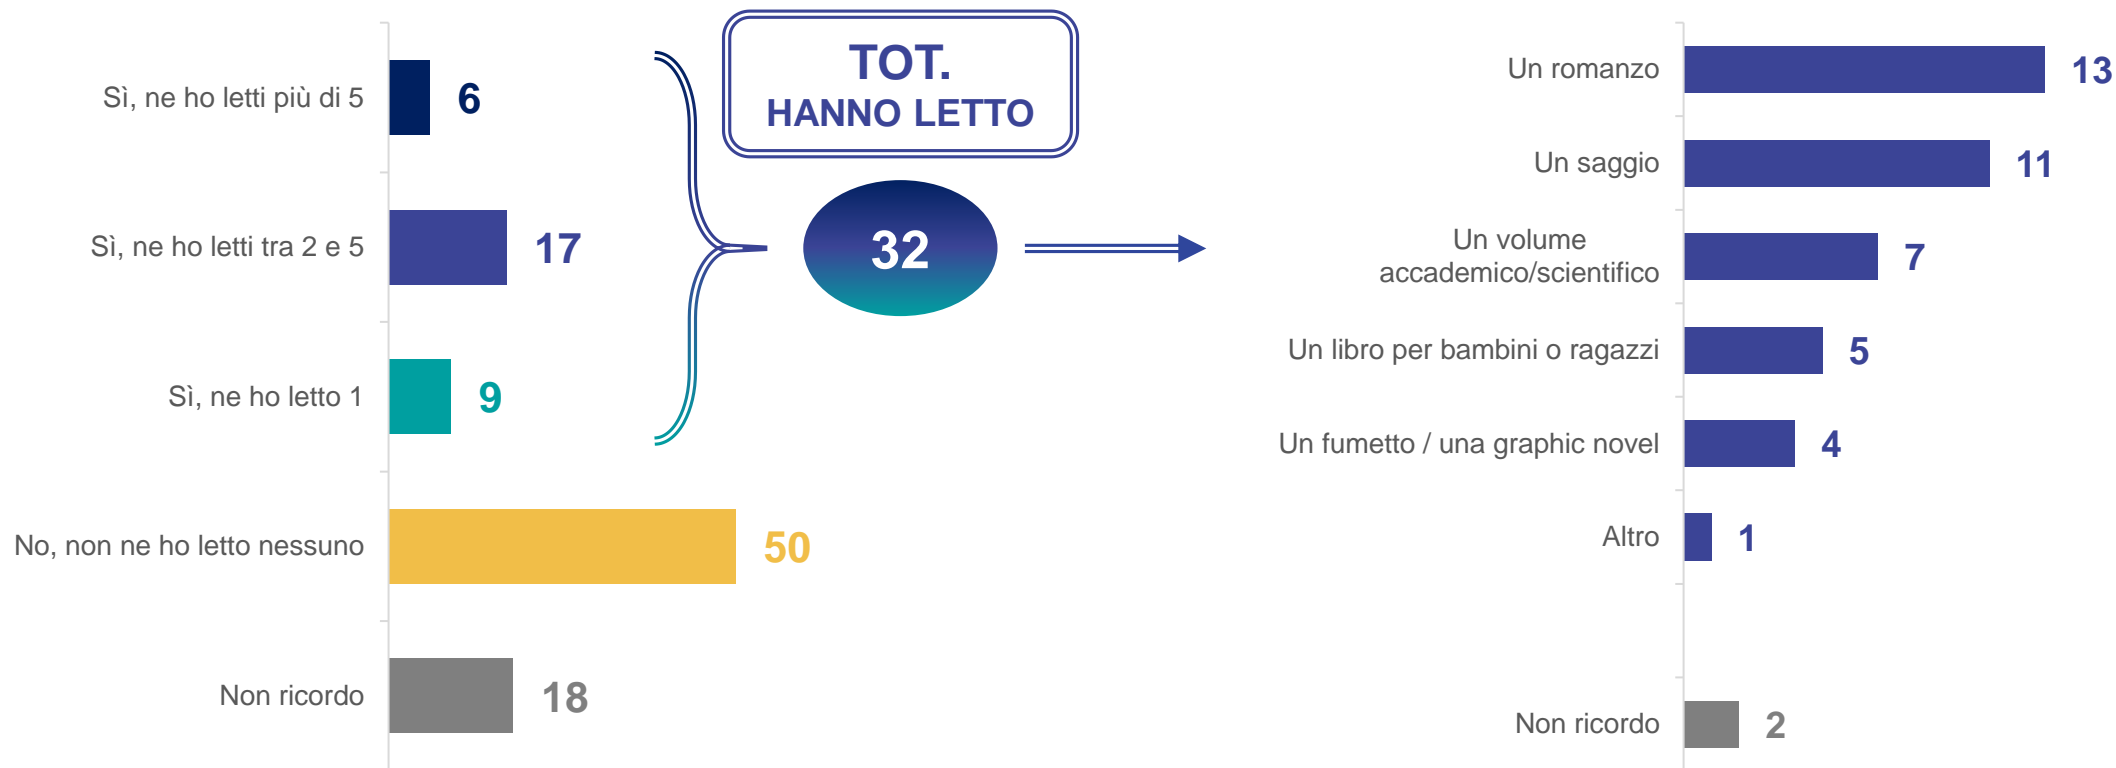 Sì, ne ho letti più di 5
6
Sì, ne ho letti tra 2 e 5
17
Sì, ne ho letto 1
9
No, non ne ho letto nessuno
50
Non ricordo
18
TOT.
HANNO LETTO
32
Un romanzo
13
Un saggio
11
Un volume
accademico/scientifico
7
Un libro per bambini o ragazzi
5
Un fumetto / una graphic novel
4
Altro
1
Non ricordo
2